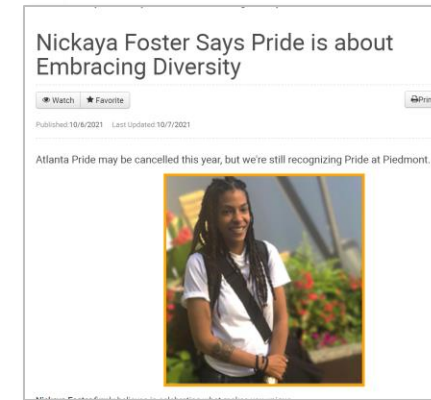 Nickaya Foster Says Pride is about
Embracing Diversity
Watch Favorite Print
Published:10/6/2021 Last Updated:10/7/2021
Atlanta Pride may be cancelled this year, but we're still recognizing Pride at Piedmont.